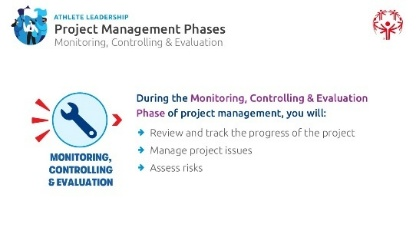 ATHLETE LEADERSHIP
Project Management Phases
Monitoring, Controlling & Evaluation
During the Monitoring, Controlling & Evaluation
Phase of project management, you will:
Review and track the progress of the project
Manage project issues
Assess risks
MONITORING,
CONTROLLING
& EVALUATION